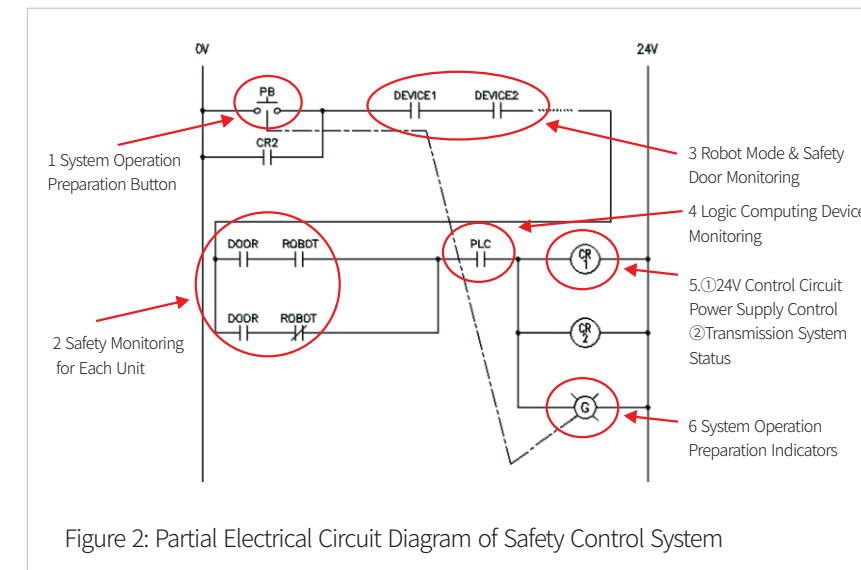 0V
24V
PB
DEVICE1
DEVICE2
CR2
1 System Operation
Preparation Button
3 Robot Mode & Safety
Door Monitoring
4 Logic Computing Device
Monitoring
DOOR
ROBOT
PLC
CR
1
5.①24V Control Circuit
Power Supply Control
②Transmission System
Status
DOOR
ROBOT
CR
2
2 Safety Monitoring
for Each Unit
G
6 System Operation
Preparation Indicators
Figure 2: Partial Electrical Circuit Diagram of Safety Control System